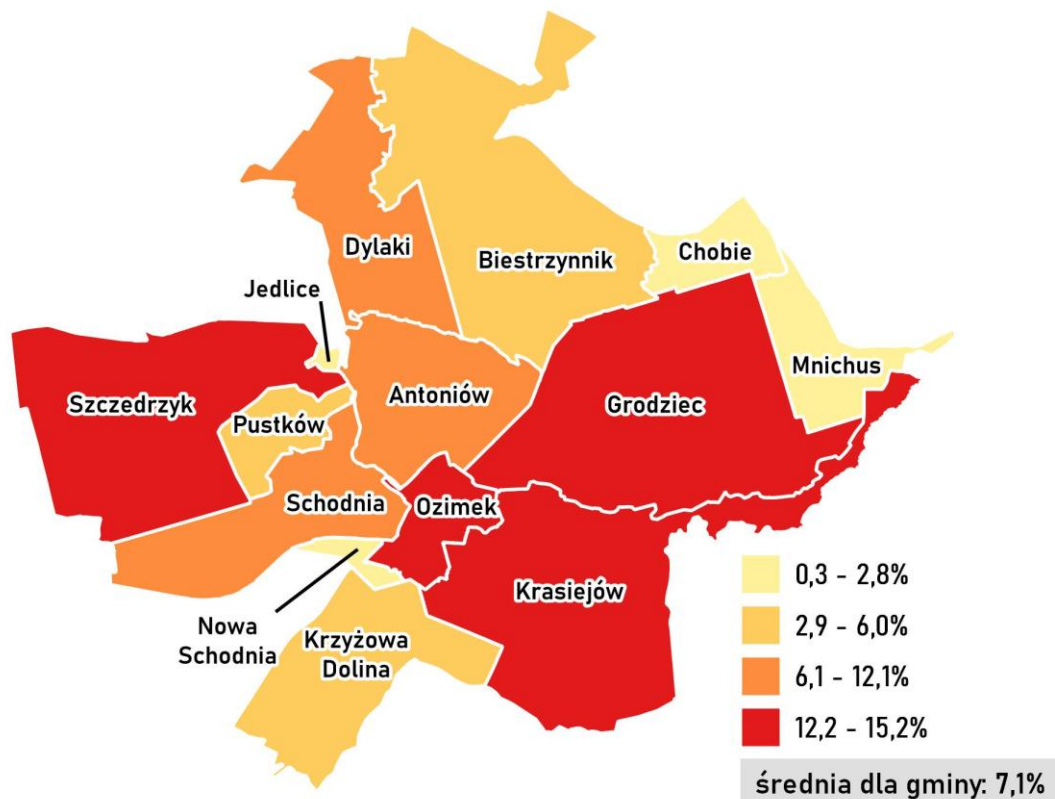 Dylaki
Biestrzynnik
Chobie
Jedlice
Mnichus
Szczedrzyk
Antoniów
Grodziec
Pustków
Schodnia
Ozimek
Krasiejów
Nowa
Schodnia
Krzyżowa
Dolina
0,3 - 2,8%
2,9 - 6,0%
6,1 - 12,1%
12,2 - 15,2%
średnia dla gminy: 7,1%